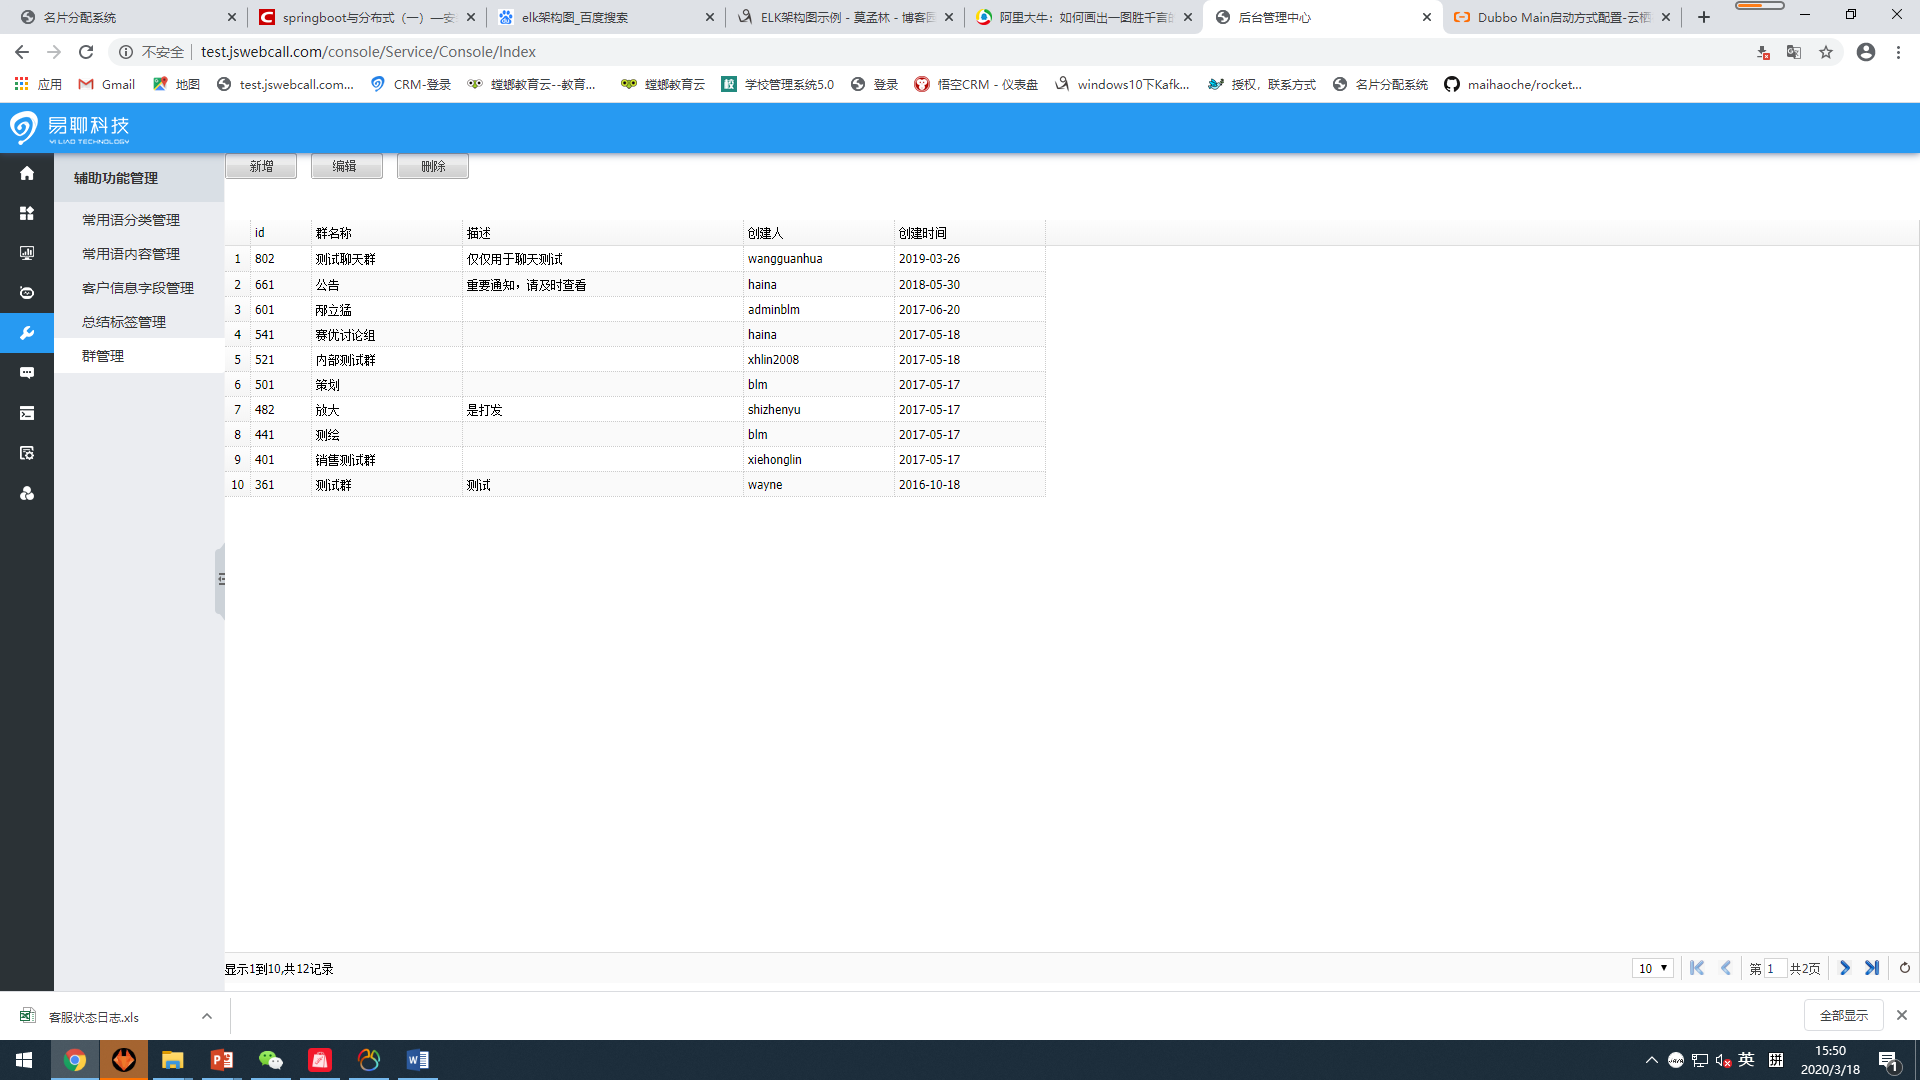 名片分配系统
springboot与分布式（一）—安
elk架构图_百度搜索
ELK架构图示例 - 莫孟林 - 博客园
阿里大牛：如何画出一图胜千言的
后台管理中心
Dubbo Main启动方式配置-云栖
不安全 test.jswebcall.com/console/Service/Console/Index
应用 Gmail 地图 test.jswebcall.com... CRM-登录 螳螂教育云--教育... 螳螂教育云 学校管理系统5.0 登录 悟空CRM - 仪表盘 windows10下Kafk... 授权，联系方式 名片分配系统 maihaoche/rocket...
易聊科技
YI LIAO TECHNOLOGY
辅助功能管理
常用语分类管理
常用语内容管理
客户信息字段管理
总结标签管理
群管理
新增 编辑 删除
id 群名称 描述 创建人 创建时间
1 802 测试聊天群 仅仅用于聊天测试 wangguanhua 2019-03-26
2 661 公告 重要通知，请及时查看 haina 2018-05-30
3 601 邴立猛 adminblm 2017-06-20
4 541 赛优讨论组 haina 2017-05-18
5 521 内部测试群 xhlin2008 2017-05-18
6 501 策划 blm 2017-05-17
7 482 放大 是打发 shizhenyu 2017-05-17
8 441 测绘 blm 2017-05-17
9 401 销售测试群 xiehonglin 2017-05-17
10 361 测试群 测试 wayne 2016-10-18
显示1到10,共12记录
10 第 1 共2页
客服状态日志.xls
全部显示
英
15:50
2020/3/18
1